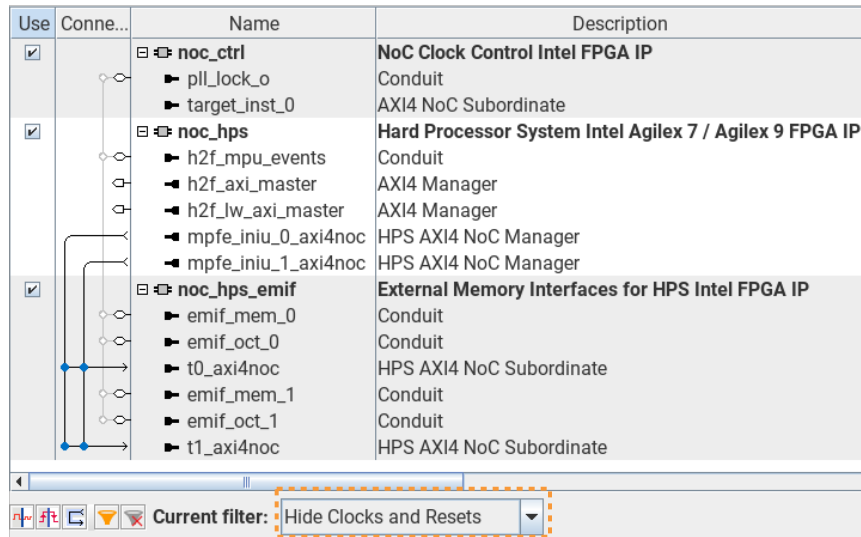 Use Conne... Name Description
noc_ctrl NoC Clock Control Intel FPGA IP
pll_lock_o Conduit
target_inst_0 AXI4 NoC Subordinate
noc_hps Hard Processor System Intel Agilex 7 / Agilex 9 FPGA IP
h2f_mpu_events Conduit
h2f_axi_master AXI4 Manager
h2f_lw_axi_master AXI4 Manager
mpfe_iniu_0_axi4noc HPS AXI4 NoC Manager
mpfe_iniu_1_axi4noc HPS AXI4 NoC Manager
noc_hps_emif External Memory Interfaces for HPS Intel FPGA IP
emif_mem_0 Conduit
emif_oct_0 Conduit
t0_axi4noc HPS AXI4 NoC Subordinate
emif_mem_1 Conduit
emif_oct_1 Conduit
t1_axi4noc HPS AXI4 NoC Subordinate
Current filter: Hide Clocks and Resets